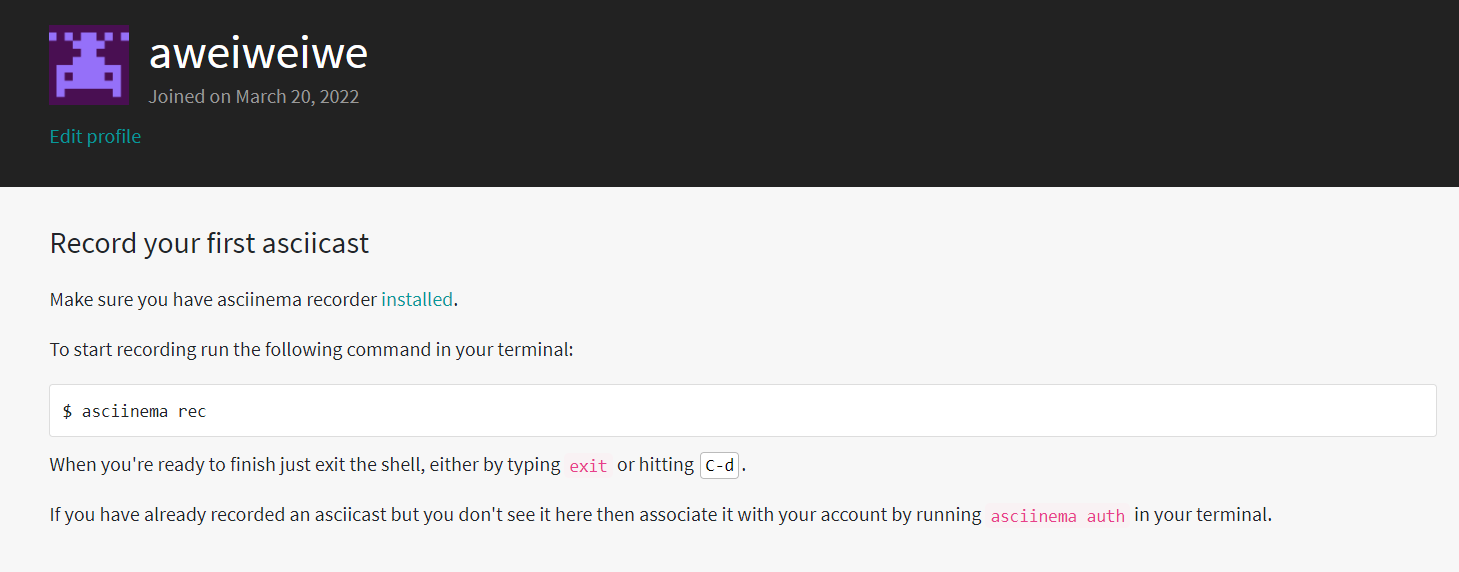 aweiweiwe
Joined on March 20, 2022
Edit profile
Record your first asciicast
Make sure you have asciinema recorder installed.
To start recording run the following command in your terminal:
$ asciinema rec
When you're ready to finish just exit the shell, either by typing exit or hitting C-d.
If you have already recorded an asciicast but you don't see it here then associate it with your account by running asciinema auth in your terminal.